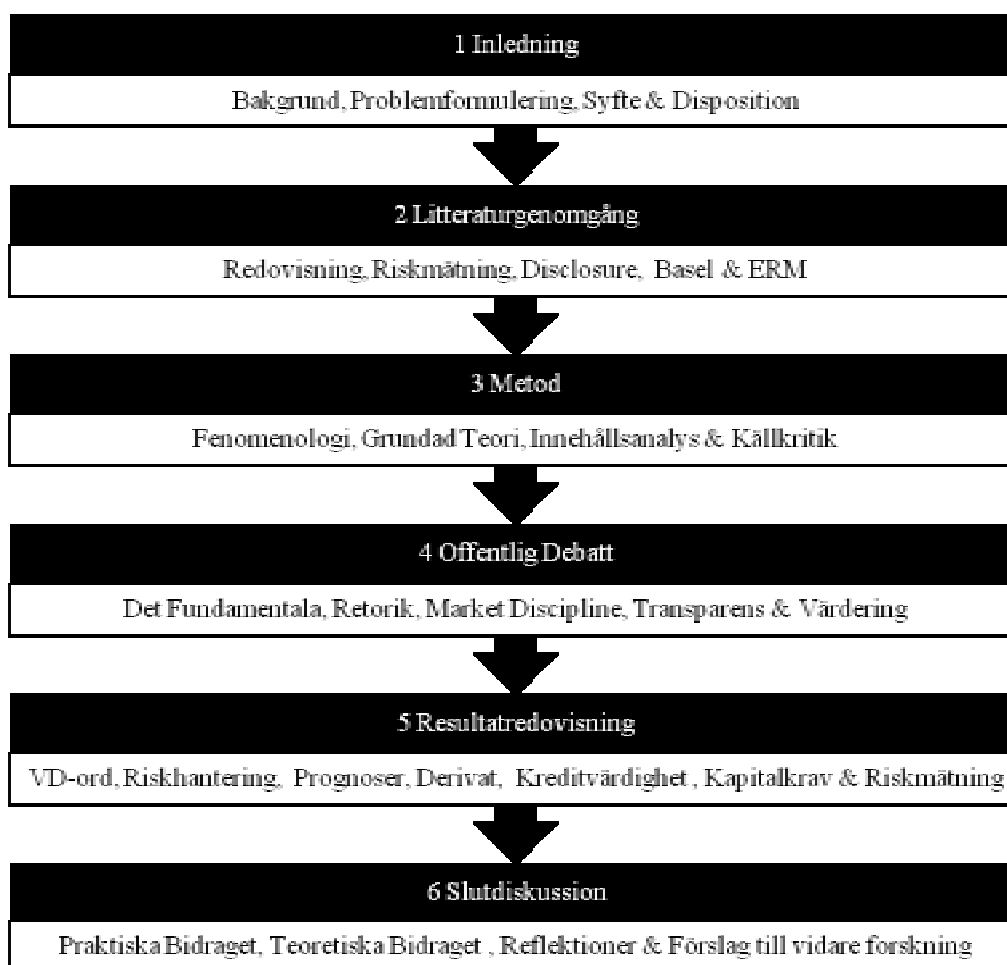 1 Inledning
Bakgrund, Problemformulering, Syfte & Disposition
2 Litteraturgenomgång
Redovisning, Riskmätning, Disclosure, Basel & ERM
3 Metod
Fenomenologi, Grundad Teori, Innehållsanalys & Källkritik
4 Offentlig Debatt
Det Fundamentala, Retorik, Market Discipline, Transparens & Värdering
5 Resultatredovisning
VD-ord, Riskhantering, Prognoser, Derivat, Kreditvärdighet , Kapitalkrav & Riskmätning
6 Slutdiskussion
Praktiska Bidraget, Teoretiska Bidraget , Reflektioner & Förslag till vidare forskning